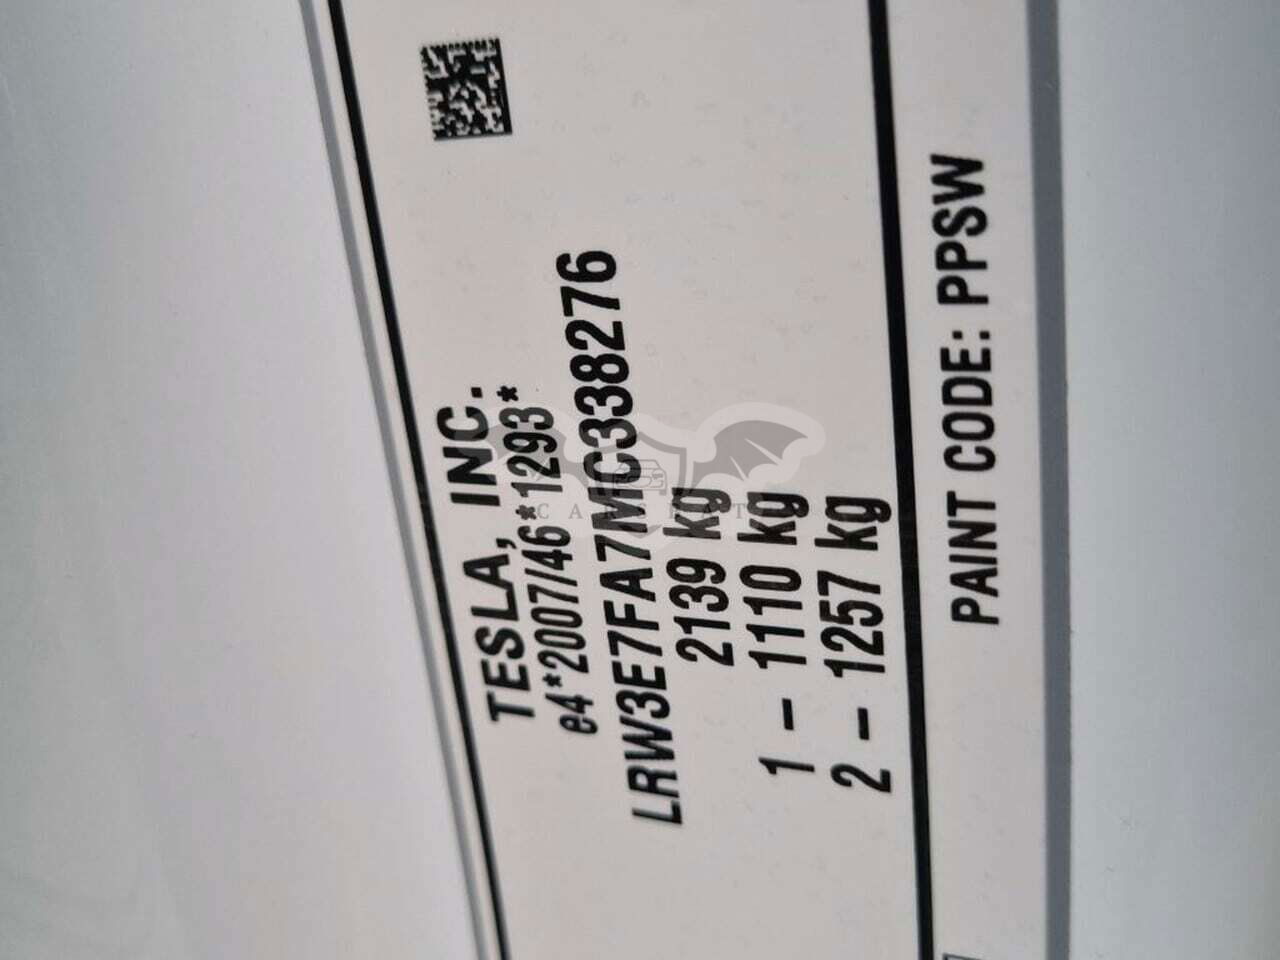 TESLA, INC.
e4*2007/46*1293*
LRW3E7FA7MC338276
2139 kg
1 - 1110 kg
2 - 1257 kg
PAINT CODE: PPSW